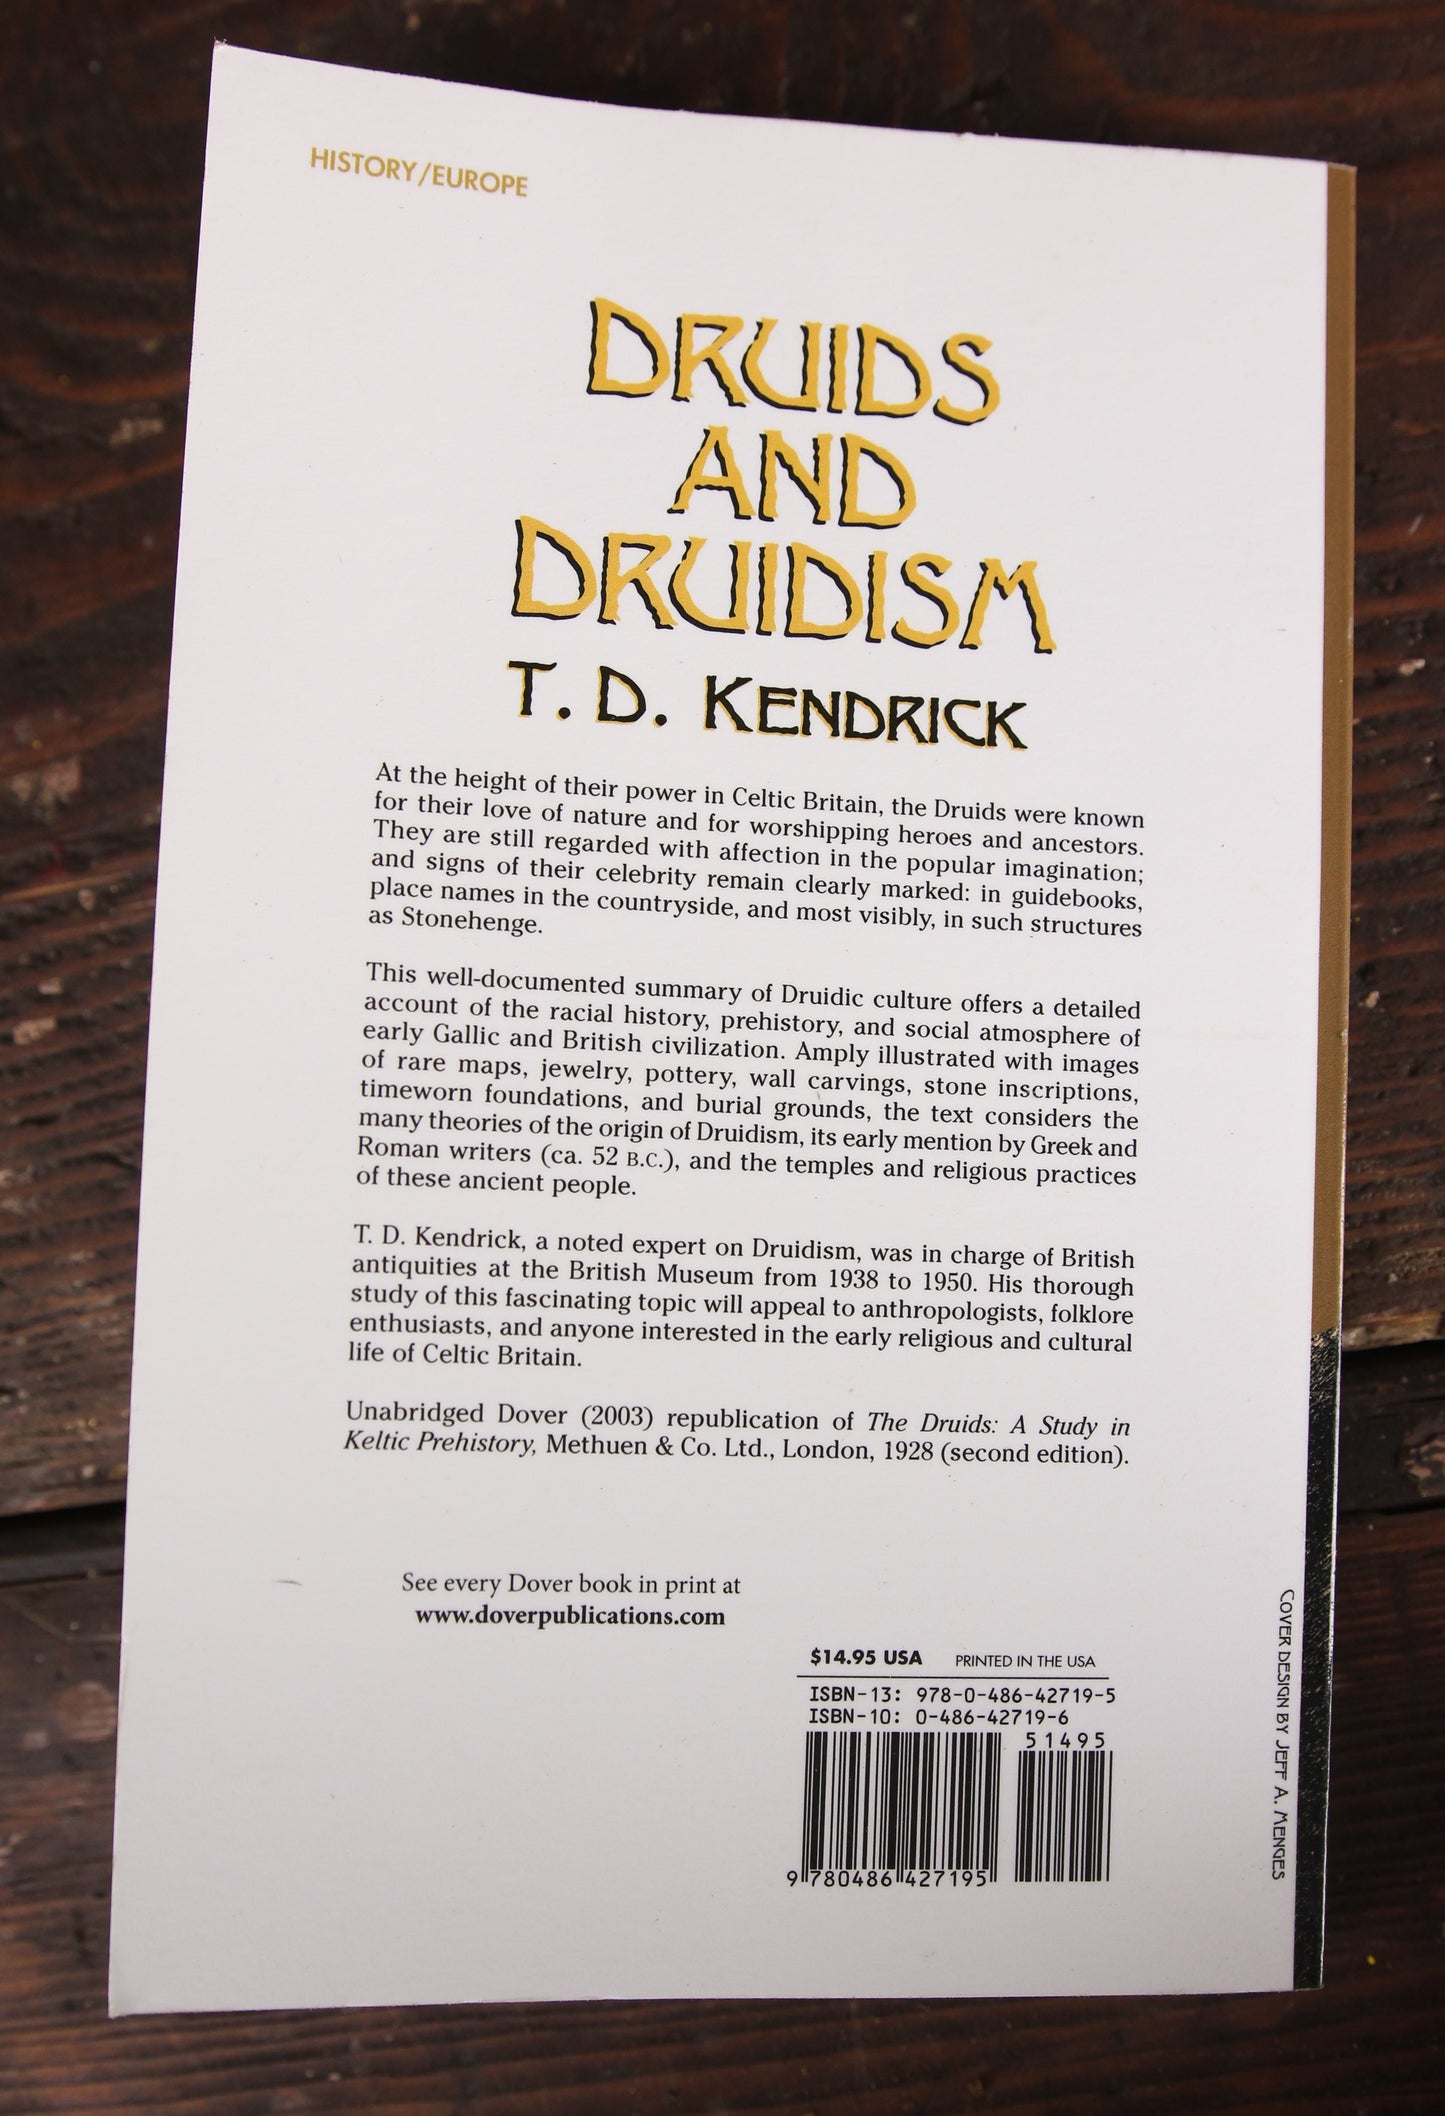 HISTORY/EUROPE
DRUIDS
AND
DRUIDISM
T. D. KENDRICK
At the height of their power in Celtic Britain, the Druids were known
for their love of nature and for worshipping heroes and ancestors.
They are still regarded with affection in the popular imagination;
and signs of their celebrity remain clearly marked: in guidebooks,
place names in the countryside, and most visibly, in such structures
as Stonehenge.
This well-documented summary of Druidic culture offers a detailed
account of the racial history, prehistory, and social atmosphere of
early Gallic and British civilization. Amply illustrated with images
of rare maps, jewelry, pottery, wall carvings, stone inscriptions,
timeworn foundations, and burial grounds, the text considers the
many theories of the origin of Druidism, its early mention by Greek and
Roman writers (ca. 52 B.C.), and the temples and religious practices
of these ancient people.
T. D. Kendrick, a noted expert on Druidism, was in charge of British
antiquities at the British Museum from 1938 to 1950. His thorough
study of this fascinating topic will appeal to anthropologists, folklore
enthusiasts, and anyone interested in the early religious and cultural
life of Celtic Britain.
Unabridged Dover (2003) republication of The Druids: A Study in
Keltic Prehistory, Methuen & Co. Ltd., London, 1928 (second edition).
See every Dover book in print at
www.doverpublications.com
$14.95 USA PRINTED IN THE USA
ISBN-13: 978-0-486-42719-5
ISBN-10: 0-486-42719-6
51495
9 780486 427195
COVER DESIGN BY JEFF A. MENGES